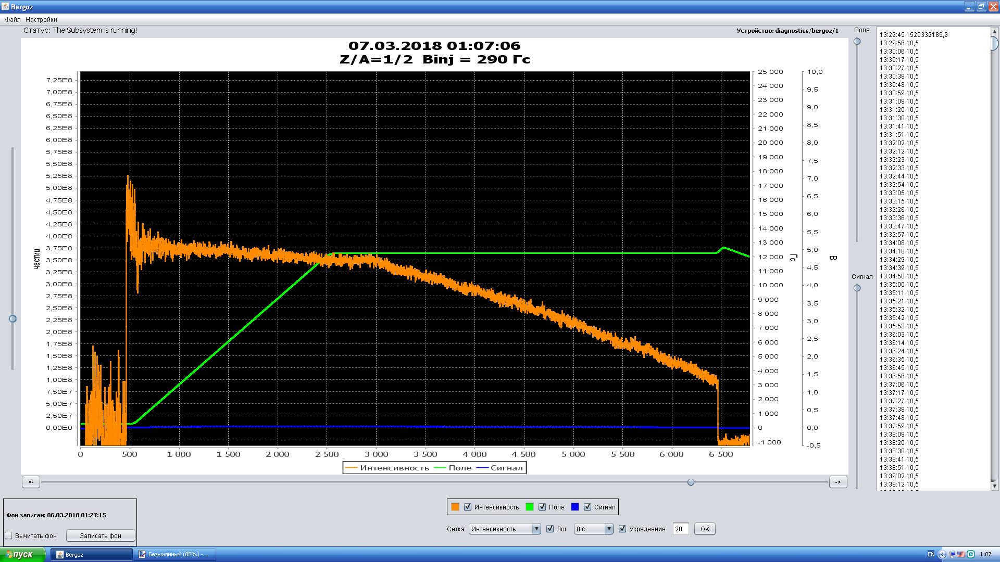 Bergoz
Файл Настройки
Статус: The Subsystem is running!
Устройство: diagnostics/bergoz/1
Поле
07.03.2018 01:07:06
Z/A=1/2 Binj = 290 Гс
7,25E8
7,00E8
6,75E8
6,50E8
6,25E8
6,00E8
5,75E8
5,50E8
5,25E8
5,00E8
4,75E8
4,50E8
4,25E8
4,00E8
3,75E8
3,50E8
3,25E8
3,00E8
2,75E8
2,50E8
2,25E8
2,00E8
1,75E8
1,50E8
1,25E8
1,00E8
7,50E7
5,00E7
2,50E7
0,00E0
частиц
0 500 1 000 1 500 2 000 2 500 3 000 3 500 4 000 4 500 5 000 5 500 6 000 6 500
25 000
24 000
23 000
22 000
21 000
20 000
19 000
18 000
17 000
16 000
15 000
14 000
13 000
12 000
11 000
10 000
9 000
8 000
7 000
6 000
5 000
4 000
3 000
2 000
1 000
0
-1 000
Гс.
10,0
9,5
9,0
8,5
8,0
7,5
7,0
6,5
6,0
5,5
5,0
4,5
4,0
3,5
3,0
2,5
2,0
1,5
1,0
0,5
0,0
-0,5
В.
Интенсивность Поле Сигнал
Сигнал
13:29:45 1520332185,9
13:29:56 10,5
13:30:06 10,5
13:30:17 10,5
13:30:27 10,5
13:30:38 10,5
13:30:48 10,5
13:30:59 10,5
13:31:09 10,5
13:31:20 10,5
13:31:30 10,5
13:31:41 10,5
13:31:51 10,5
13:32:02 10,5
13:32:12 10,5
13:32:23 10,5
13:32:33 10,5
13:32:44 10,5
13:32:54 10,5
13:33:05 10,5
13:33:15 10,5
13:33:26 10,5
13:33:36 10,5
13:33:47 10,5
13:33:57 10,5
13:34:08 10,5
13:34:18 10,5
13:34:29 10,5
13:34:39 10,5
13:34:50 10,5
13:35:00 10,5
13:35:11 10,5
13:35:21 10,5
13:35:32 10,5
13:35:42 10,5
13:35:53 10,5
13:36:03 10,5
13:36:14 10,5
13:36:24 10,5
13:36:35 10,5
13:36:45 10,5
13:36:56 10,5
13:37:06 10,5
13:37:17 10,5
13:37:27 10,5
13:37:38 10,5
13:37:48 10,5
13:37:59 10,5
13:38:09 10,5
13:38:20 10,5
13:38:30 10,5
13:38:41 10,5
13:38:51 10,5
13:39:02 10,5
13:39:12 10,5
<- ->
Фон записан: 06.03.2018 01:27:15
Вычитать фон Записать фон
Интенсивность Поле Сигнал
Сетка Интенсивность Лог 8 с Усреднение 20 OK
пуск Bergoz Безымянный (85%) -... EN 1:07